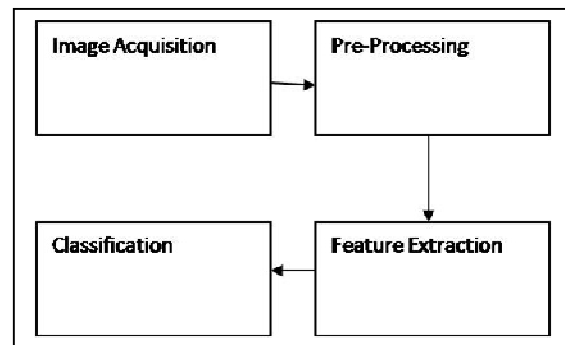 Image Acquisition
Pre-Processing
Feature Extraction
Classification